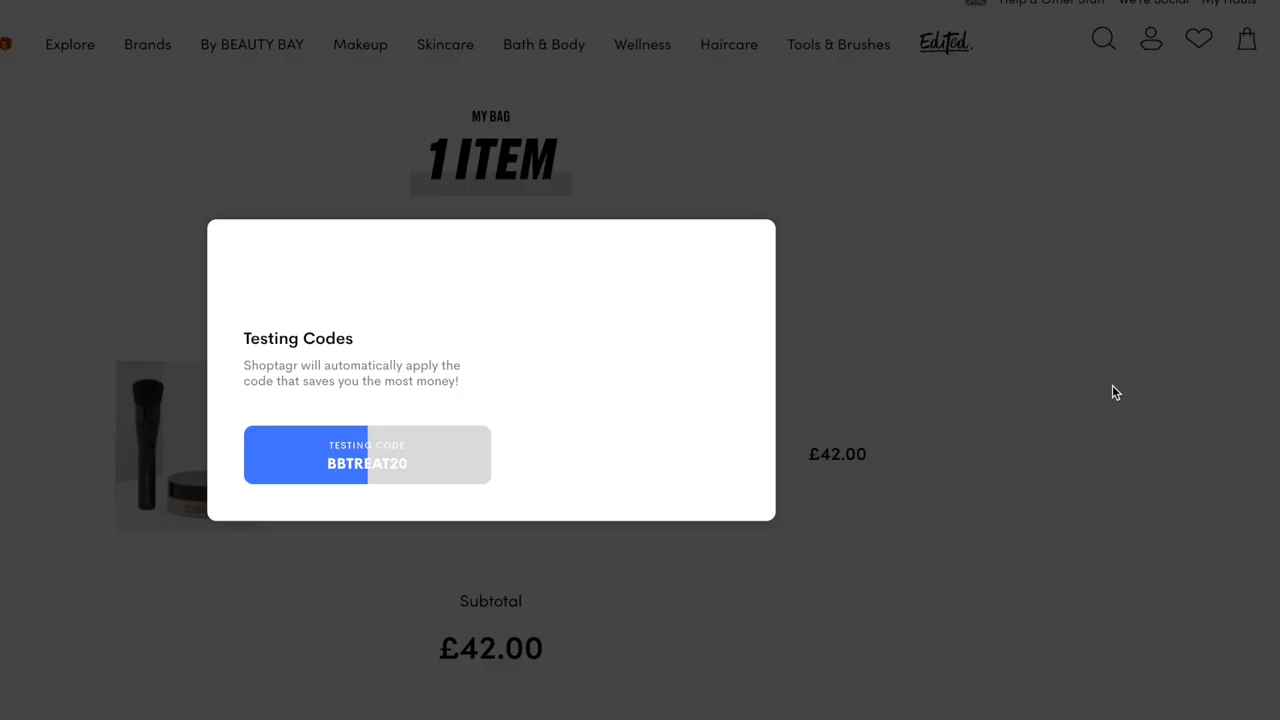 Help & Other Stuff We're Social My Hauls
Explore Brands By BEAUTY BAY Makeup Skincare Bath & Body Wellness Haircare Tools & Brushes Edited.
MY BAG
1 ITEM
Testing Codes
Shoptagr will automatically apply the
code that saves you the most money!
TESTING CODE
BBTREAT20
£42.00
Subtotal
£42.00